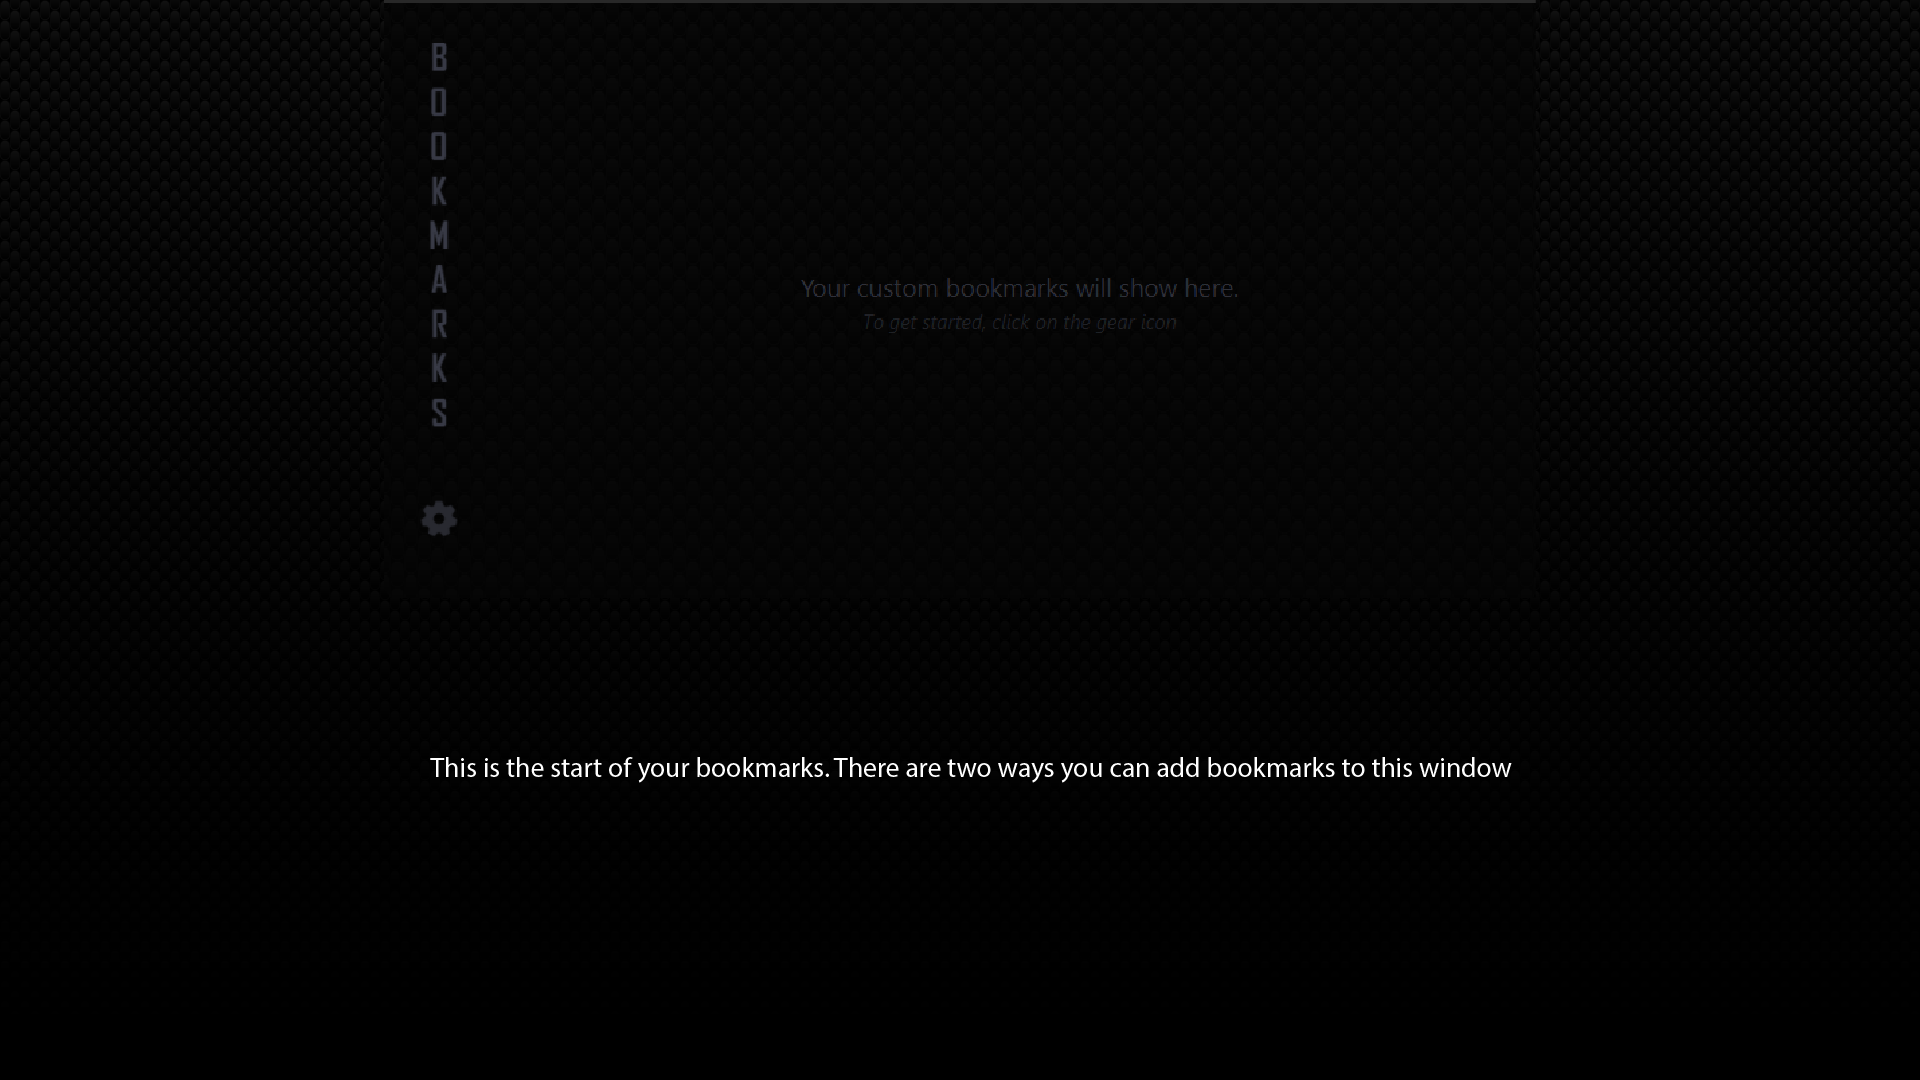 BOOKMARKS
Your custom bookmarks will show here.
To get started, click on the gear icon
This is the start of your bookmarks. There are two ways you can add bookmarks to this window